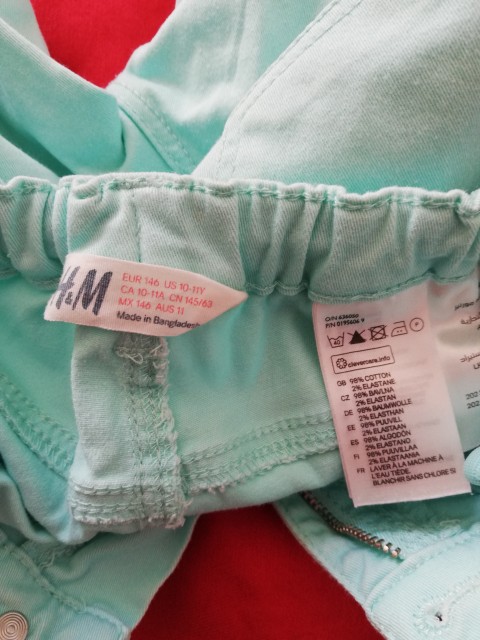 H&M
EUR 146 US 10-11Y
CA 10-11A CN 145/63
MX 146 AUS 11
Made in Bangladesh
clevercare.info
GB 98% COTTON
2% ELASTANE
CZ 98% BAVLNA
2% ELASTAN
DE 98% BAUMWOLLE
2% ELASTHAN
EE 98% PUUVILL
2% ELASTAAN
ES 98% ALGODÓN
2% ELASTANO
FI 98% PUUVILLAA
2% ELASTAANIA
FR LAVER À LA MACHINE À
L'EAU TIÈDE.
BLANCHIR SANS CHLORE